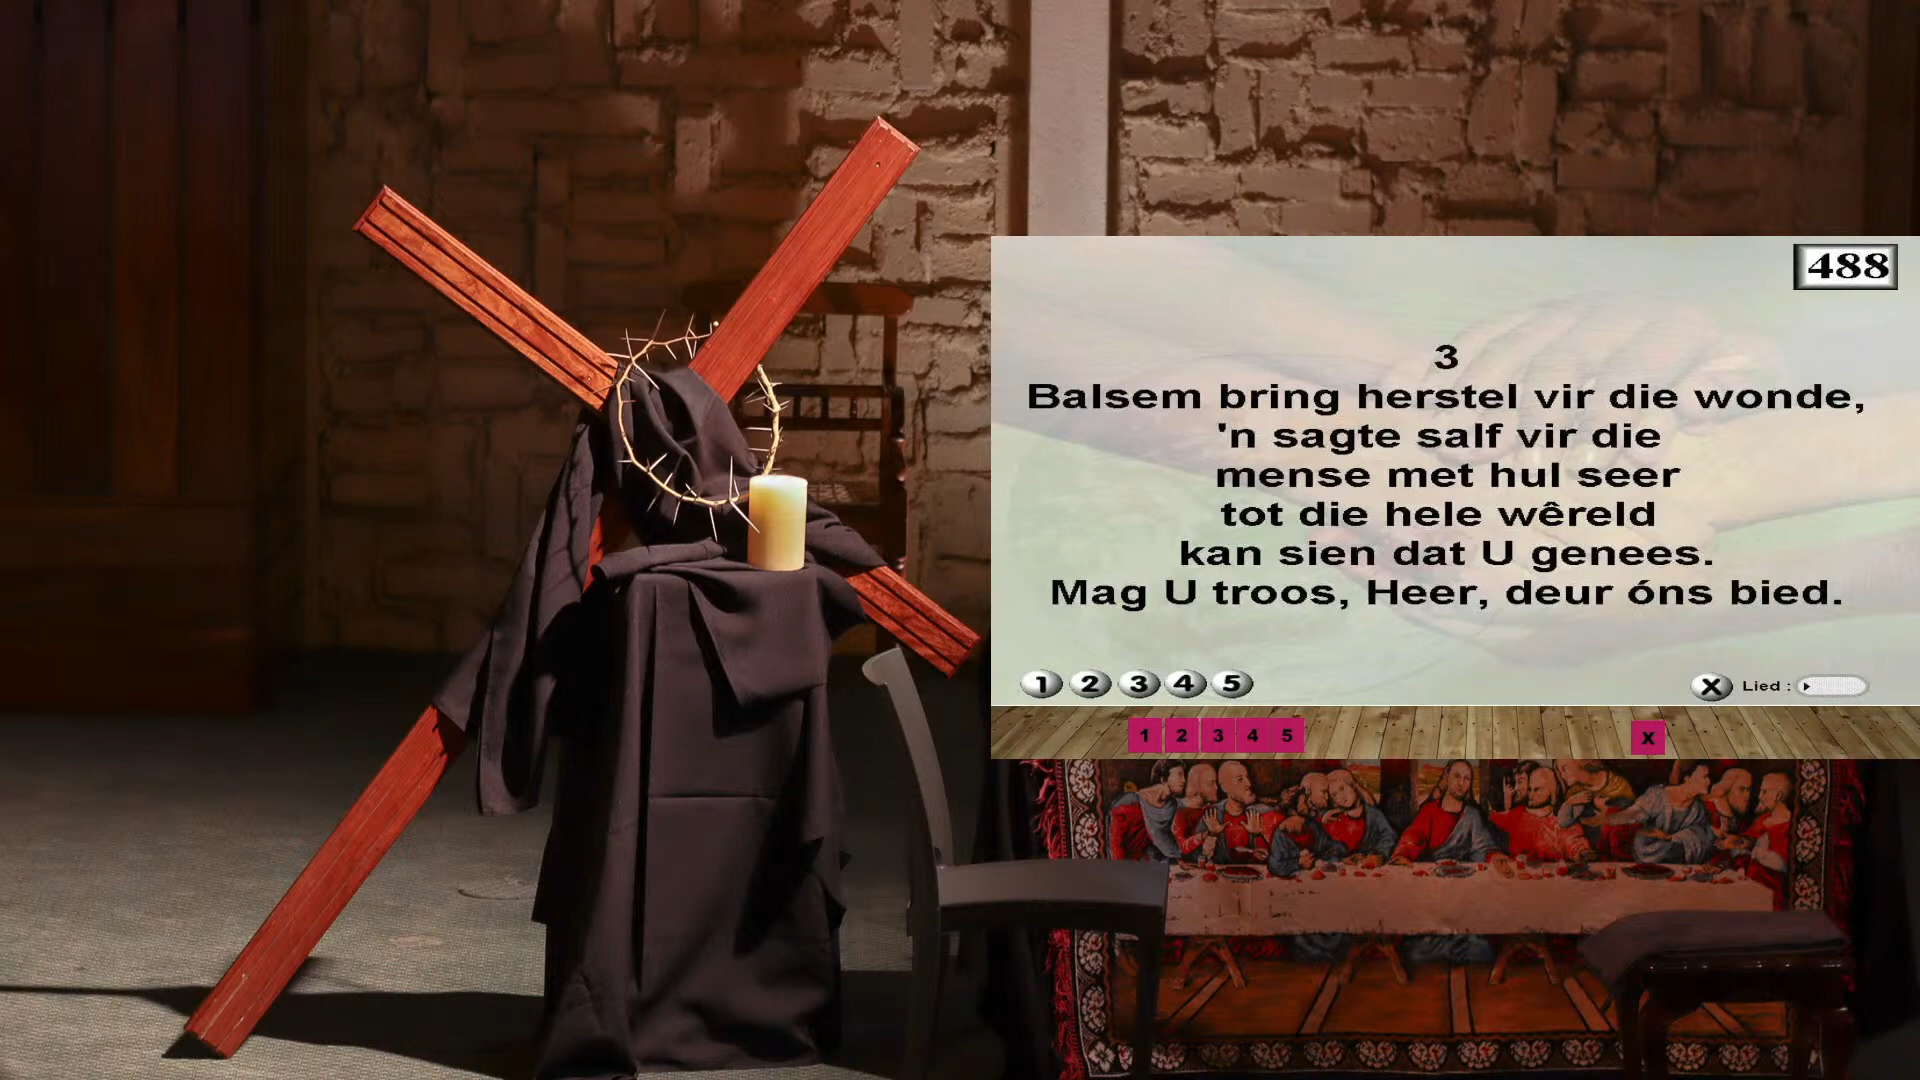 488
3
Balsem bring herstel vir die wonde,
'n sagte salf vir die
mense met hul seer
tot die hele wêreld
kan sien dat U genees.
Mag U troos, Heer, deur óns bied.
1 2 3 4 5
X Lied :
1 2 3 4 5
X